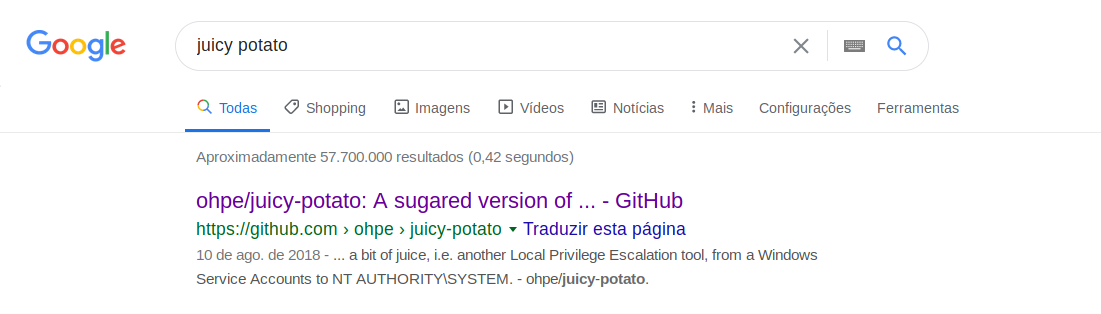 Google
juicy potato
Todas Shopping Imagens Vídeos Notícias Mais Configurações Ferramentas
Aproximadamente 57.700.000 resultados (0,42 segundos)
ohpe/juicy-potato: A sugared version of ... - GitHub
https://github.com › ohpe › juicy-potato Traduzir esta página
10 de ago. de 2018 - ... a bit of juice, i.e. another Local Privilege Escalation tool, from a Windows
Service Accounts to NT AUTHORITY\SYSTEM. - ohpe/juicy-potato.